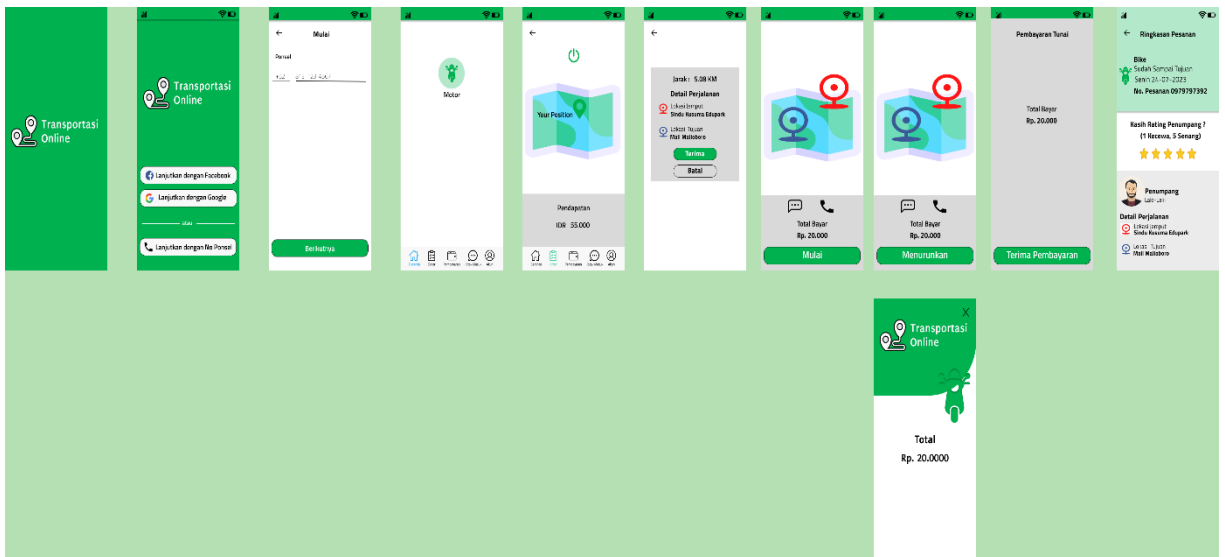 Transportasi
Online
Transportasi
Online
Lanjutkan dengan Facebook
Lanjutkan dengan Google
atau
Lanjutkan dengan No Ponsel
Mulai
Ponsel
Berikutnya
Motor
Your Position
Pendapatan
IDR 55.000
Jarak : 5.08 KM
Detail Perjalanan
Lokasi Jemput
Sindu Kusuma Edupark
Lokasi Tujuan
Mall Malioboro
Terima
Batal
Total Bayar
Rp. 20.000
Mulai
Total Bayar
Rp. 20.000
Menurunkan
Pembayaran Tunai
Total Bayar
Rp. 20.000
Terima Pembayaran
Ringkasan Pesanan
Bike
Sudah Sampai Tujuan
Senin 24-07-2023
No. Pesanan 0979797392
Kasih Rating Penumpang ?
(1 Kecewa, 5 Senang)
Penumpang
Detail Perjalanan
Lokasi Jemput
Sindu Kusuma Edupark
Lokasi Tujuan
Mall Malioboro
X
Transportasi
Online
Total
Rp. 20.0000